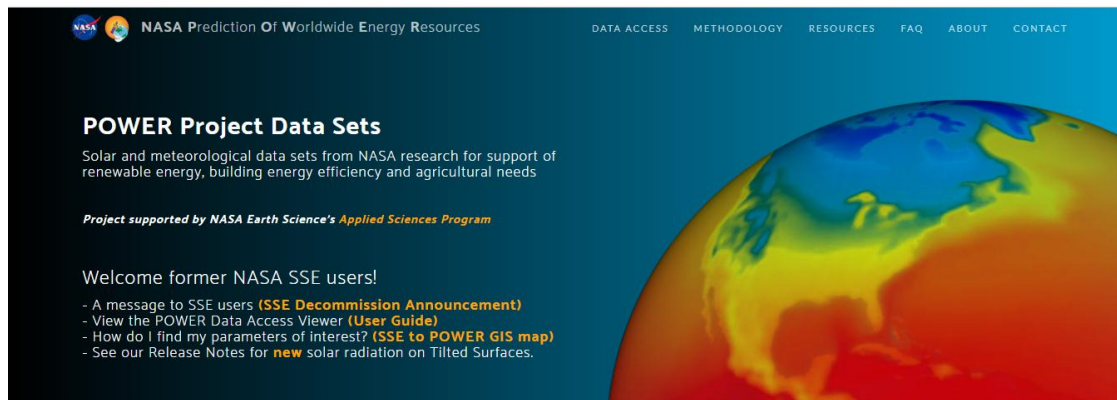 NASA
NASA Prediction Of Worldwide Energy Resources
DATA ACCESS METHODOLOGY RESOURCES FAQ ABOUT CONTACT
POWER Project Data Sets
Solar and meteorological data sets from NASA research for support of
renewable energy, building energy efficiency and agricultural needs
Project supported by NASA Earth Science's Applied Sciences Program
Welcome former NASA SSE users!
- A message to SSE users (SSE Decommission Announcement)
- View the POWER Data Access Viewer (User Guide)
- How do I find my parameters of interest? (SSE to POWER GIS map)
- See our Release Notes for new solar radiation on Tilted Surfaces.